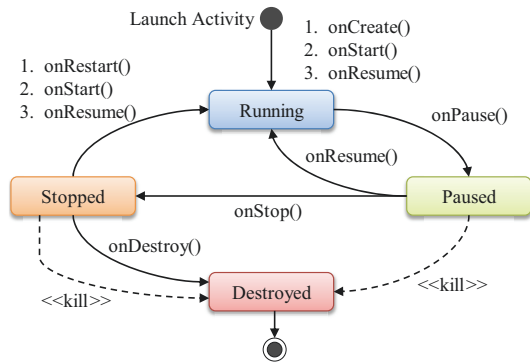 Launch Activity
1. onCreate()
2. onStart()
3. onResume()
1. onRestart()
2. onStart()
3. onResume()
Running
onPause()
onResume()
Stopped
Paused
onStop()
onDestroy()
<<kill>>
<<kill>>
Destroyed